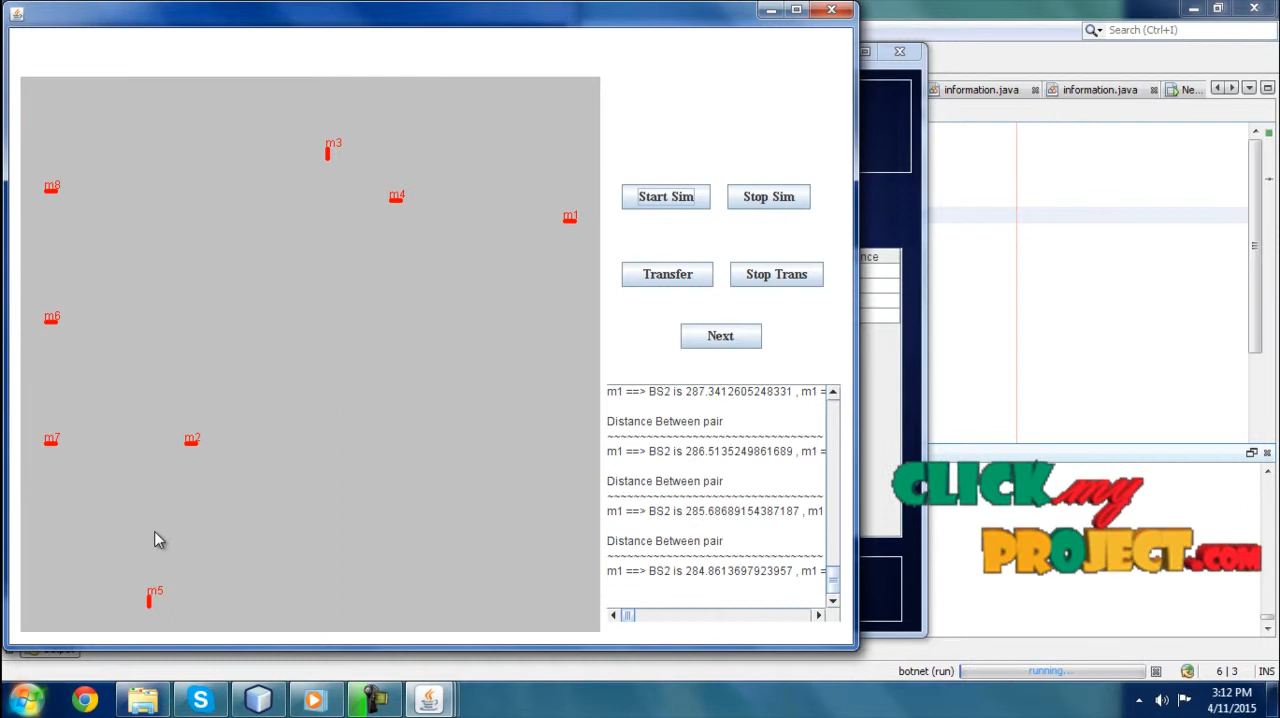 Search (Ctrl+I)
information.java
information.java
Ne...
m3
m8
m4
m1
m6
m7
m2
m5
Start Sim
Stop Sim
Transfer
Stop Trans
Next
nce
m1 ==> BS2 is 287.3412605248331 , m1 =
Distance Between pair
~~~~~~~~~~~~~~~~~~~~~~~~~~~~~~~
m1 ==> BS2 is 286.5135249861689 , m1 =
Distance Between pair
~~~~~~~~~~~~~~~~~~~~~~~~~~~~~~~
m1 ==> BS2 is 285.68689154387187 , m1
Distance Between pair
~~~~~~~~~~~~~~~~~~~~~~~~~~~~~~~
m1 ==> BS2 is 284.8613697923957 , m1 =
CLICK my
PROJECT.com
botnet (run)
running...
6 | 3
INS
3:12 PM
4/11/2015